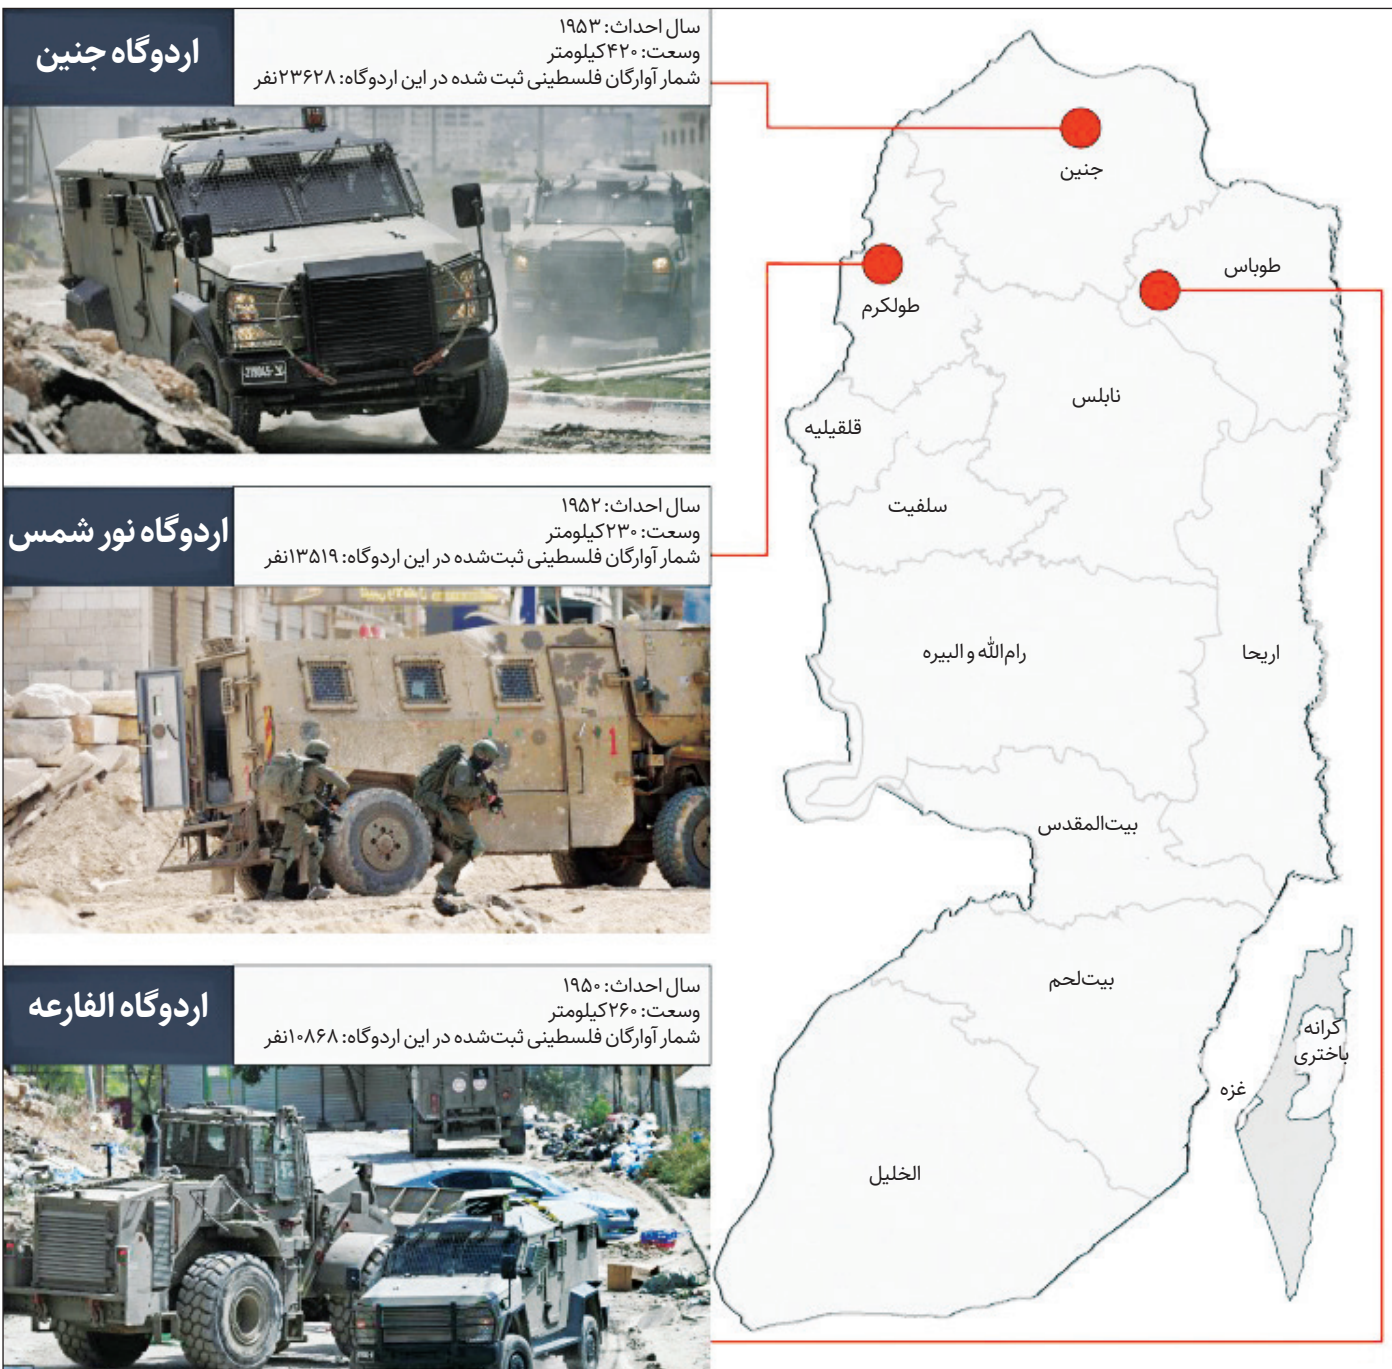 اردوگاه جنین
سال احداث: ۱۹۵۳
وسعت: ۴۲۰کیلومتر
شمار آوارگان فلسطینی ثبت شده در این اردوگاه: ۲۳۶۲۸نفر
اردوگاه نور شمس
سال احداث: ۱۹۵۲
وسعت: ۲۳۰کیلومتر
شمار آوارگان فلسطینی ثبت‌شده در این اردوگاه: ۱۳۵۱۹نفر
1
اردوگاه الفارعه
سال احداث: ۱۹۵۰
وسعت: ۲۶۰کیلومتر
شمار آوارگان فلسطینی ثبت‌شده در این اردوگاه: ۱۰۸۶۸نفر
جنین
طوباس
طولکرم
نابلس
قلقیلیه
سلفیت
رام‌الله و البیره
اریحا
بیت‌المقدس
بیت‌لحم
الخلیل
کرانه
باختری
غزه